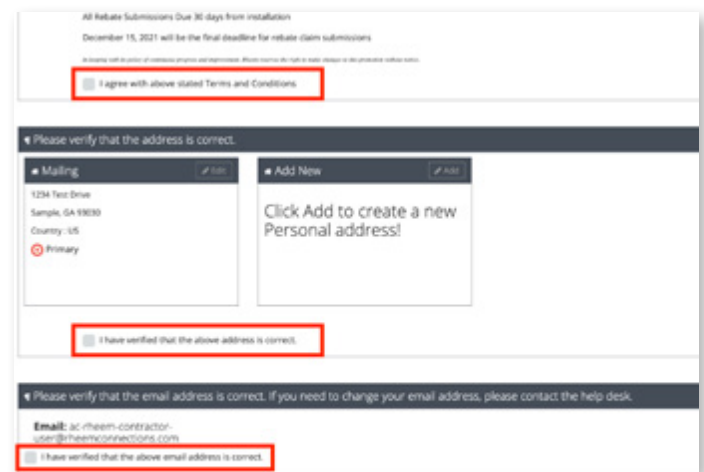 All Rebate Submissions Due 30 days from installation
December 15, 2021 will be the final deadline for rebate claim submissions
I agree with above stated Terms and Conditions
Please verify that the address is correct.
Mailing
Edit
1234 Test Drive
Sample, GA 19030
Country : US
Primary
Add New
Add
Click Add to create a new
Personal address!
I have verified that the above address is correct.
Please verify that the email address is correct. If you need to change your email address, please contact the help desk.
Email: ac-rheem-contractor-
user@rheemconnections.com
I have verified that the above email address is correct.